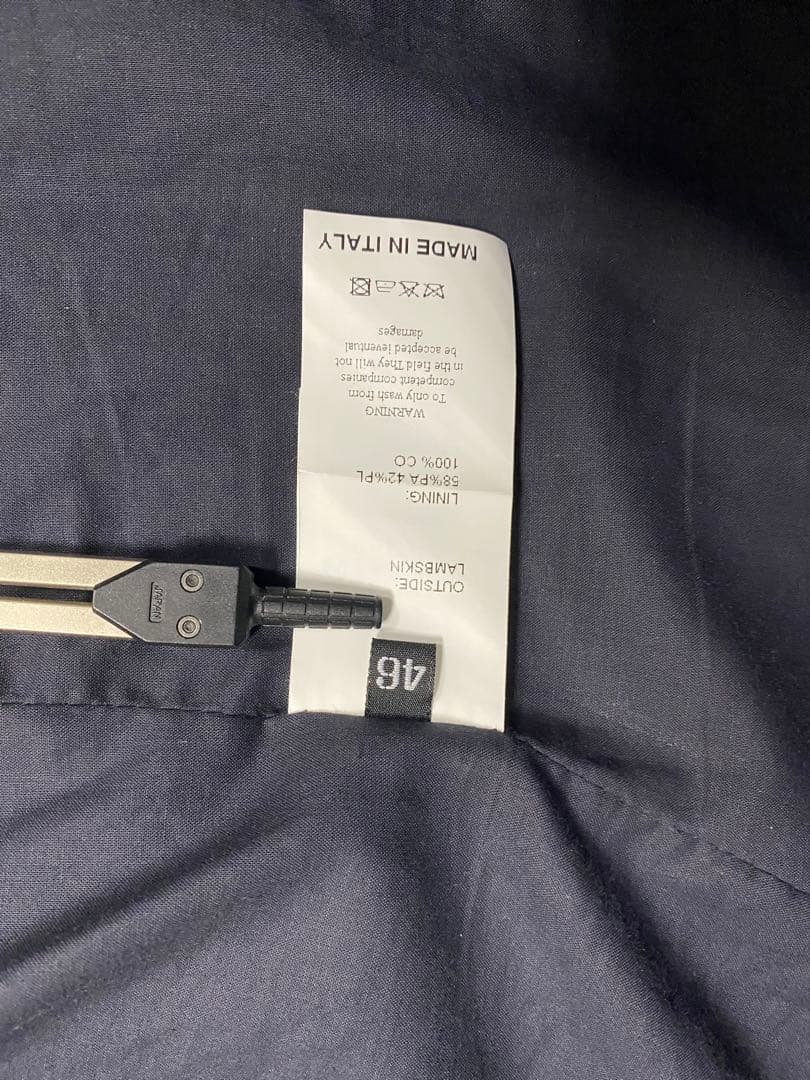 46
OUTSIDE:
LAMBSKIN
LINING:
58%PA 42%PL
100% CO
WARNING
To only wash from
competent companies
in the field.They will not
be accepted ieventual
damages
MADE IN ITALY
JAPAN